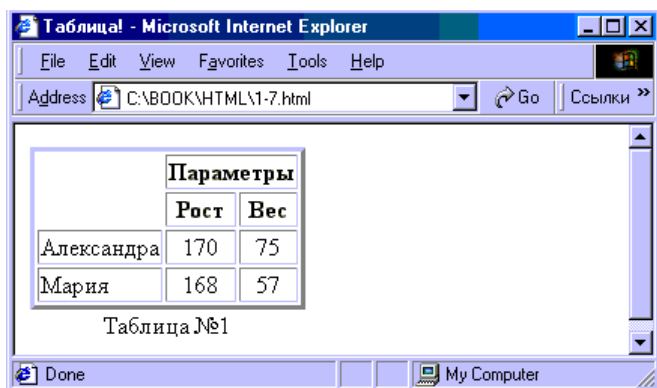 Таблица! - Microsoft Internet Explorer
File Edit View Favorites Tools Help
Address C:\BOOK\HTML\1-7.html Go Ссылки »
Параметры
Рост Вес
Александра 170 75
Мария 168 57
Таблица №1
Done My Computer